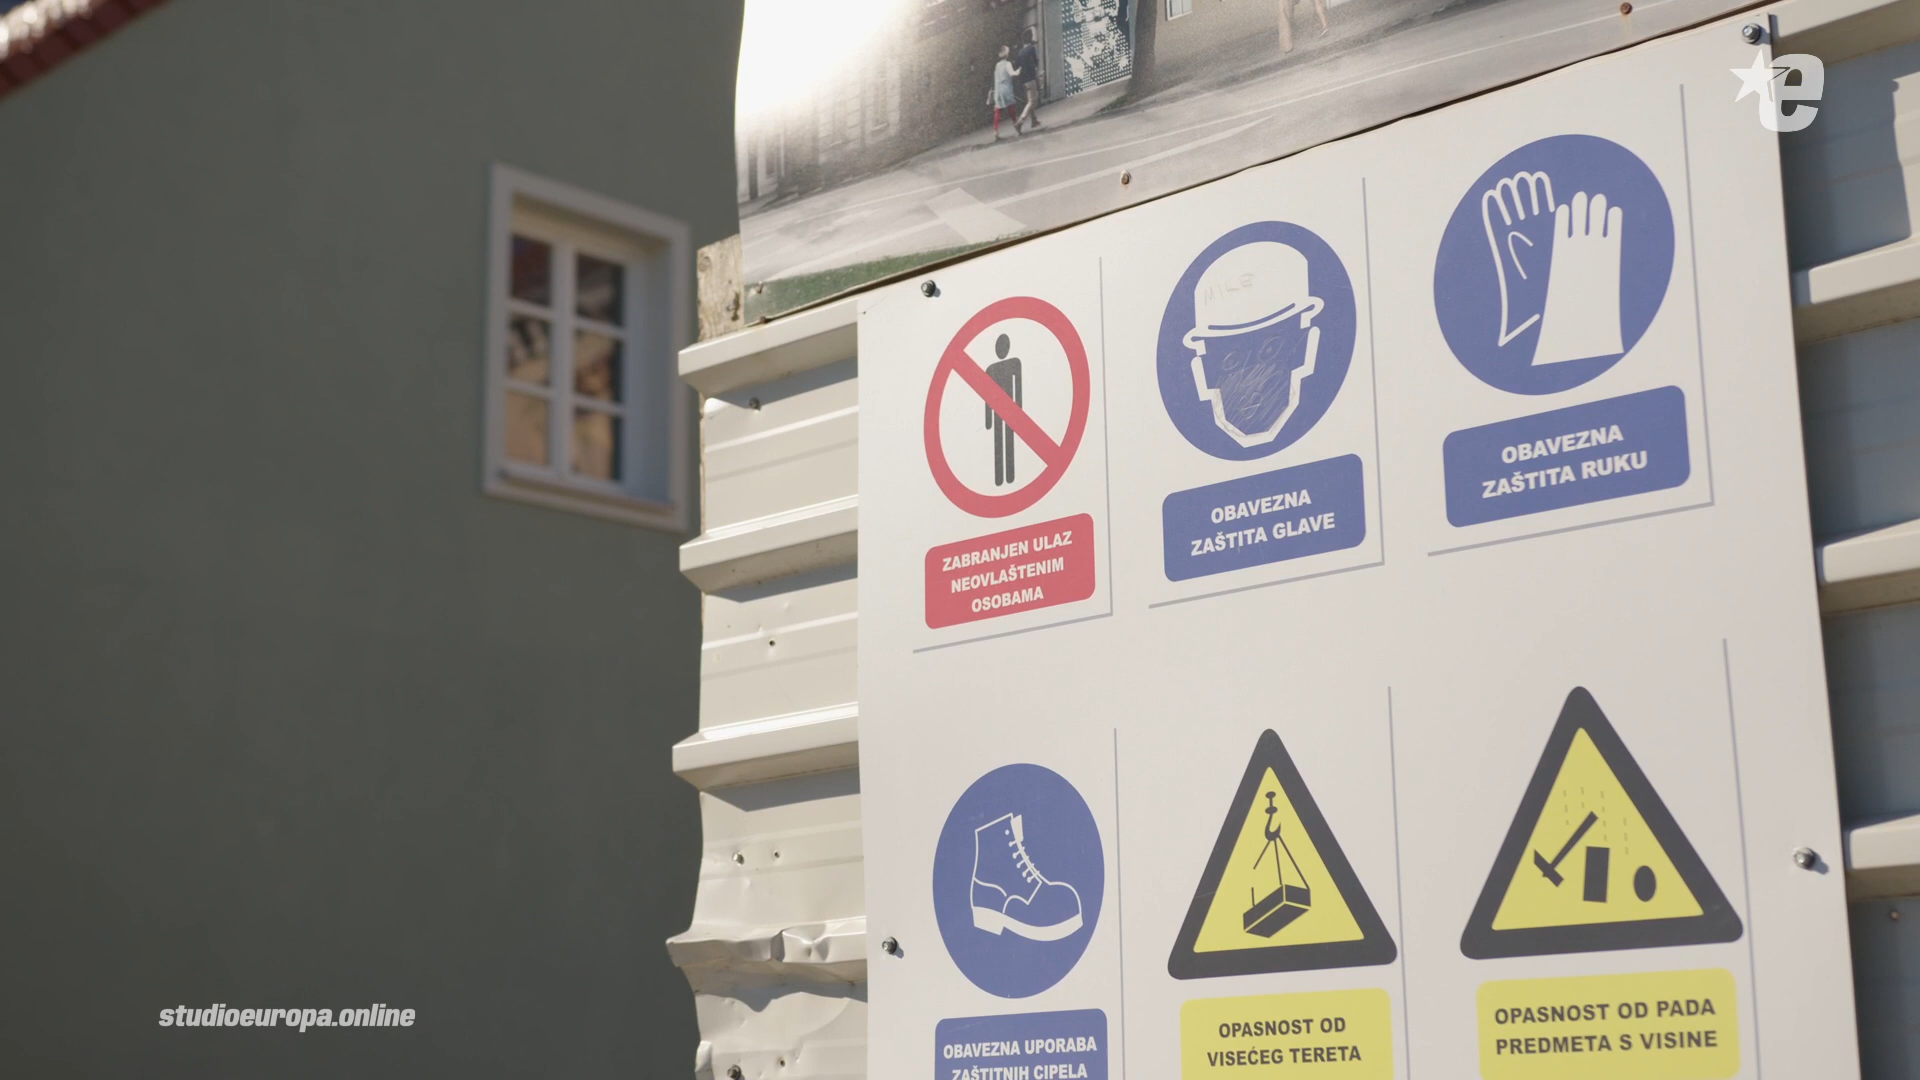 e
MILE
ZABRANJEN ULAZ
NEOVLAŠTENIM
OSOBAMA
OBAVEZNA
ZAŠTITA GLAVE
OBAVEZNA
ZAŠTITA RUKU
OBAVEZNA UPORABA
ZAŠTITNIH CIPELA
OPASNOST OD
VISEĆEG TERETA
OPASNOST OD PADA
PREDMETA S VISINE
studioeuropa.online